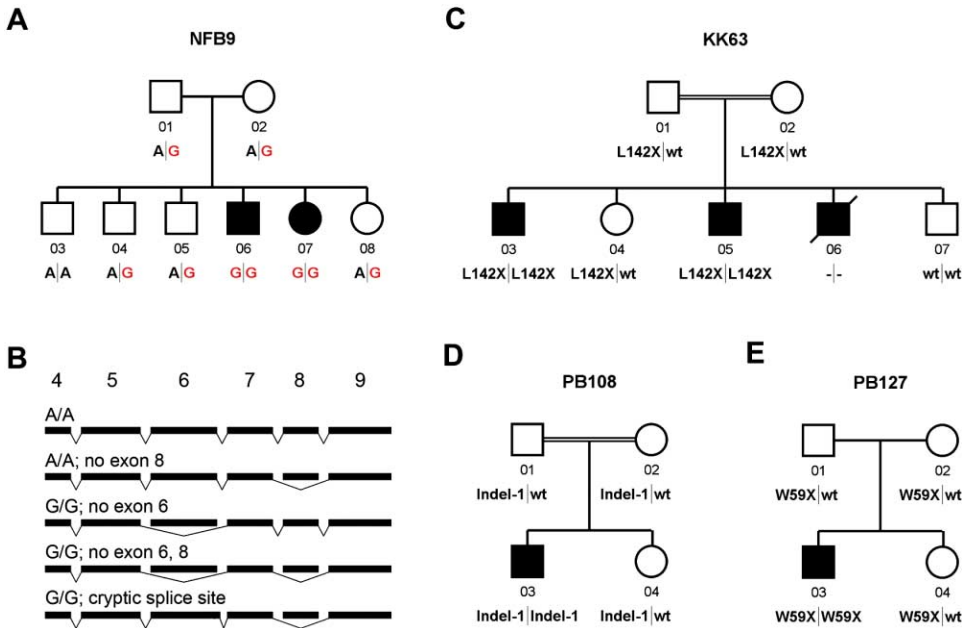 A
NFB9
01 02
A|G A|G
03 04 05 06 07 08
A|A A|G A|G G|G G|G A|G
B
4 5 6 7 8 9
A/A
A/A; no exon 8
G/G; no exon 6
G/G; no exon 6, 8
G/G; cryptic splice site
C
KK63
01 02
L142X|wt L142X|wt
03 04 05 06 07
L142X|L142X L142X|wt L142X|L142X -|- wt|wt
D
PB108
01 02
Indel-1|wt Indel-1|wt
03 04
Indel-1|Indel-1 Indel-1|wt
E
PB127
01 02
W59X|wt W59X|wt
03 04
W59X|W59X W59X|wt